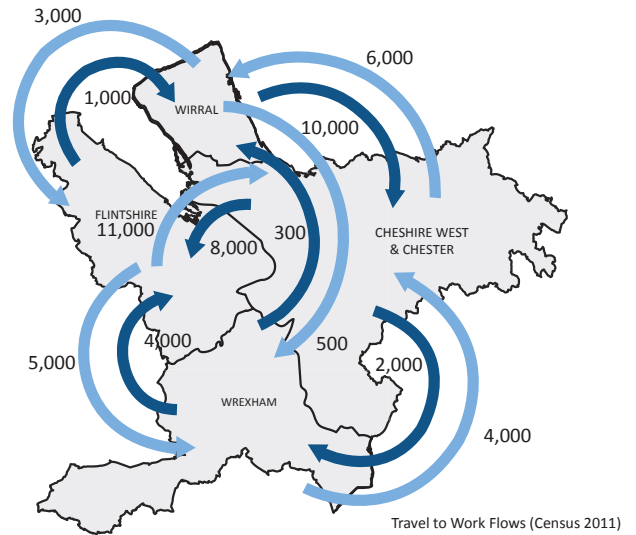 3,000
6,000
1,000
WIRRAL
10,000
FLINTSHIRE
11,000
8,000
300
CHESHIRE WEST
& CHESTER
4,000
5,000
500
2,000
WREXHAM
4,000
Travel to Work Flows (Census 2011)